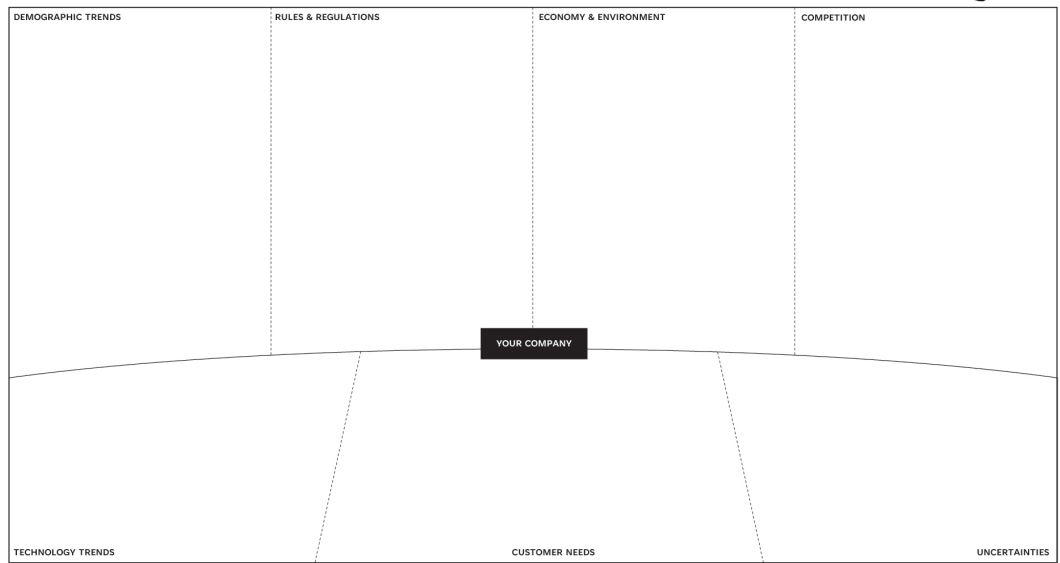 DEMOGRAPHIC TRENDS
RULES & REGULATIONS
ECONOMY & ENVIRONMENT
COMPETITION
YOUR COMPANY
TECHNOLOGY TRENDS
CUSTOMER NEEDS
UNCERTAINTIES